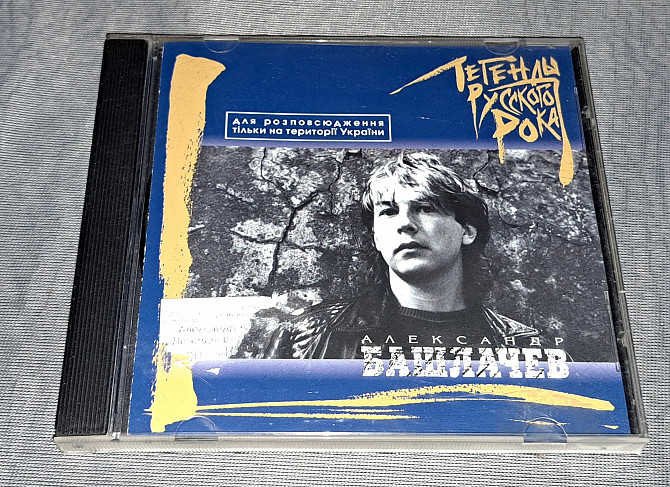 ЛЕГЕНДЫ
РУССКОГО
РОКА
для розповсюдження
тільки на території України
АЛЕКСАНДР
БАШЛАЧЕВ